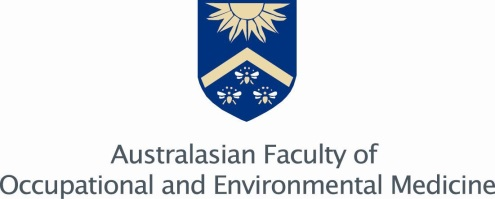 Australasian Faculty of
Occupational and Environmental Medicine